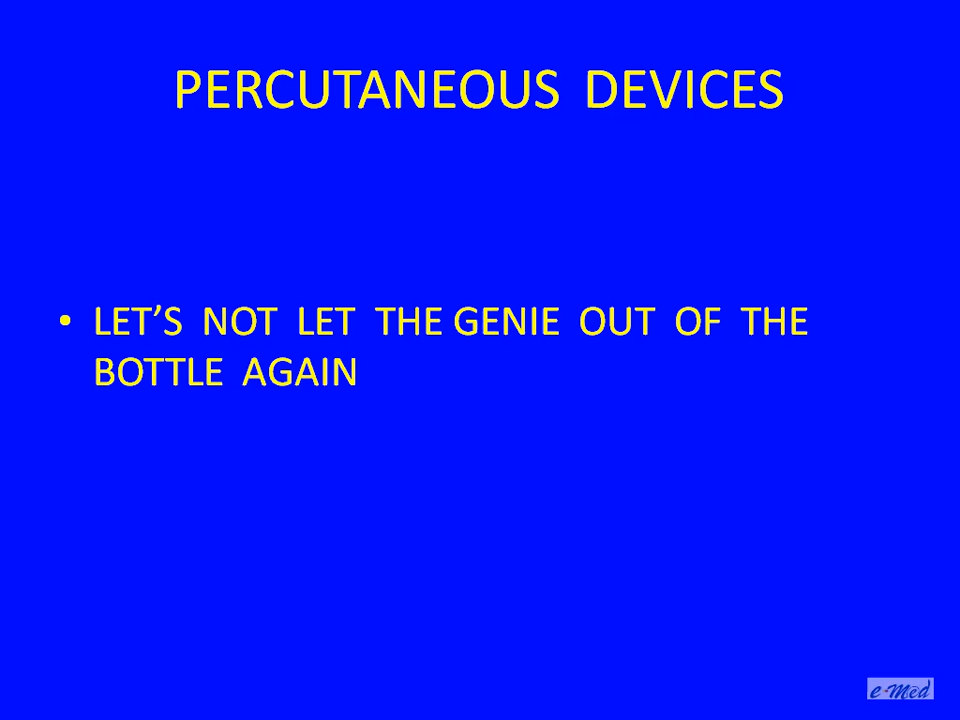 PERCUTANEOUS DEVICES
• LET’S NOT LET THE GENIE OUT OF THE
BOTTLE AGAIN
e-Med